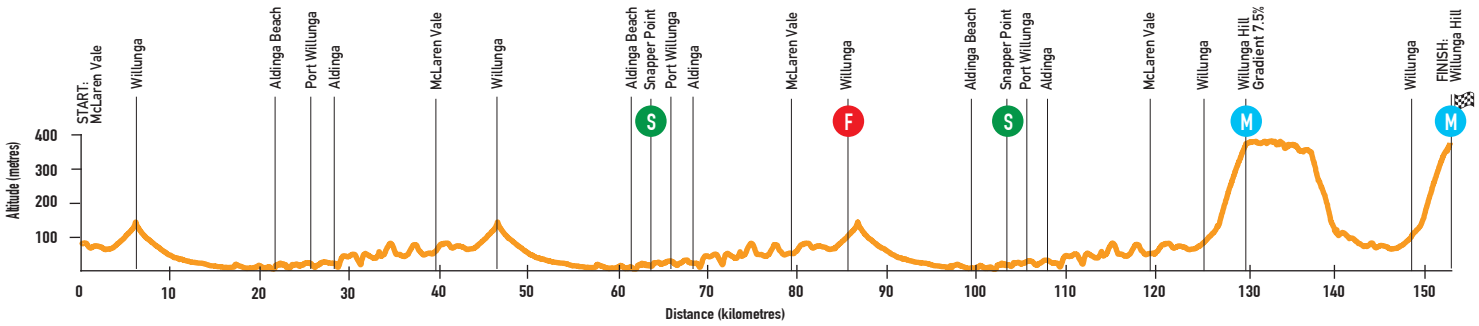 START:
McLaren Vale
Willunga
Aldinga Beach
Port Willunga
Aldinga
McLaren Vale
Willunga
Aldinga Beach
Snapper Point
Port Willunga
Aldinga
McLaren Vale
Willunga
Aldinga Beach
Snapper Point
Port Willunga
Aldinga
McLaren Vale
Willunga
Willunga Hill
Gradient 7.5%
Willunga
FINISH:
Willunga Hill
S
F
S
M
M
Altitude (metres)
400
300
200
100
0 10 20 30 40 50 60 70 80 90 100 110 120 130 140 150
Distance (kilometres)